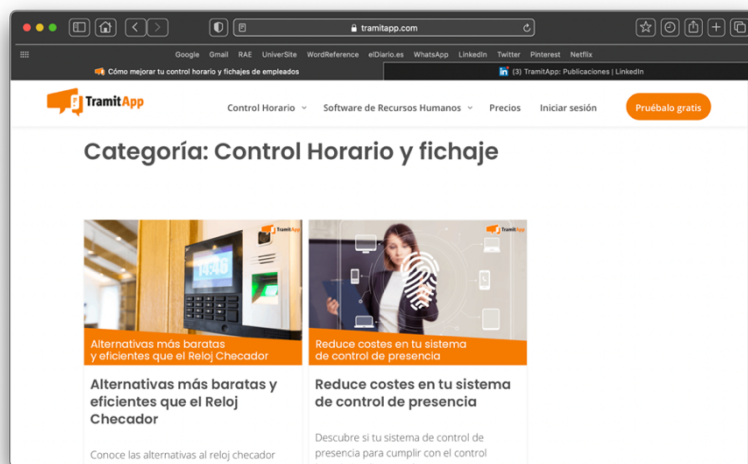 tramitapp.com
Google Gmail RAE UniverSite WordReference elDiario.es WhatsApp LinkedIn Twitter Pinterest Netflix
Cómo mejorar tu control horario y fichajes de empleados
in (3) TramitApp: Publicaciones | LinkedIn
TramitApp
Control Horario Software de Recursos Humanos Precios Iniciar sesión Pruébalo gratis
Categoría: Control Horario y fichaje
TramitApp
14:46
Alternativas más baratas
y eficientes que el Reloj Checador
TramitApp
Reduce costes en tu sistema
de control de presencia
Alternativas más baratas y
eficientes que el Reloj
Checador
Conoce las alternativas al reloj checador
Reduce costes en tu sistema
de control de presencia
Descubre si tu sistema de control de
presencia para cumplir con el control